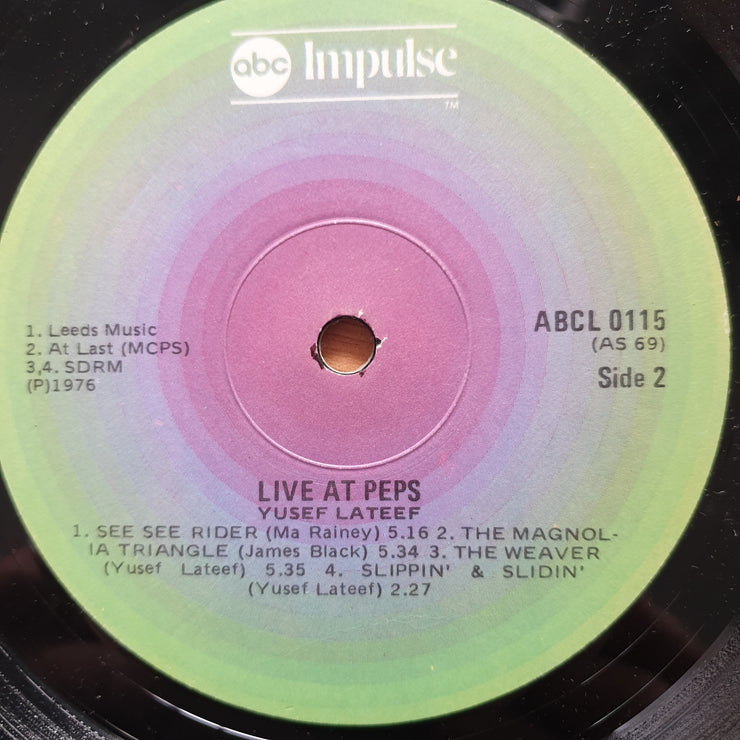 abc Impulse
TM
1. Leeds Music
2. At Last (MCPS)
3,4. SDRM
(P)1976
ABCL 0115
(AS 69)
Side 2
LIVE AT PEPS
YUSEF LATEEF
1. SEE SEE RIDER (Ma Rainey) 5.16 2. THE MAGNOL-
IA TRIANGLE (James Black) 5.34 3. THE WEAVER
(Yusef Lateef) 5.35 4. SLIPPIN' & SLIDIN'
(Yusef Lateef) 2.27